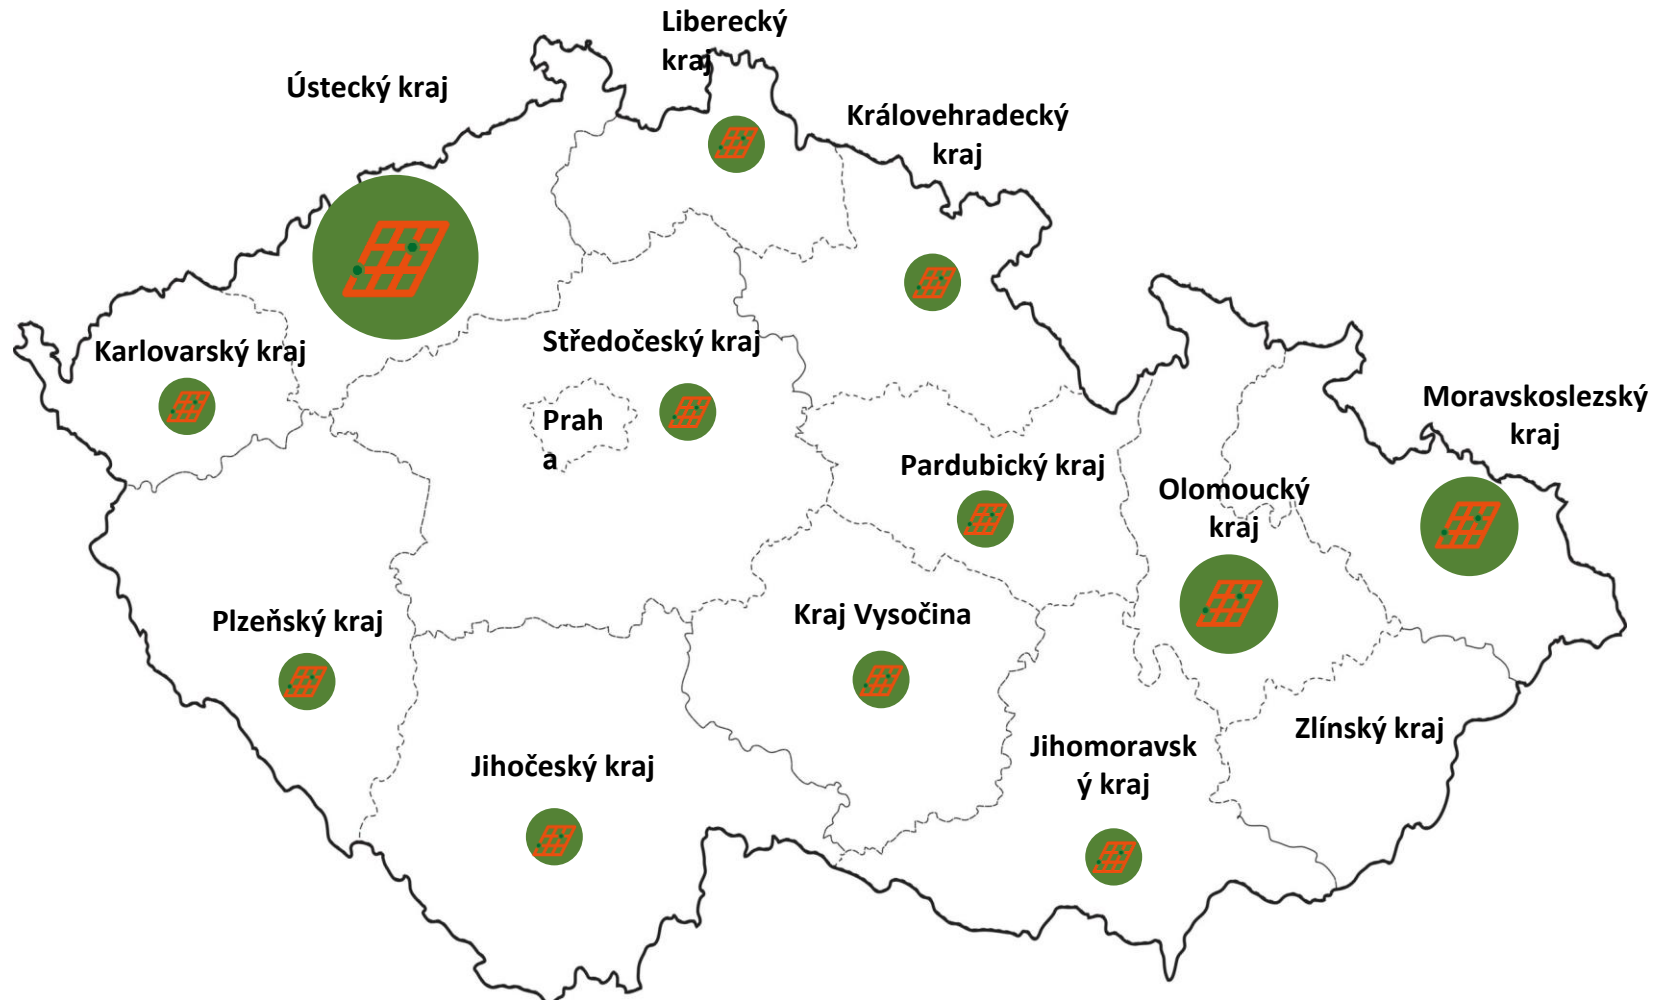 Liberecký
kraj
Ústecký kraj
Královehradecký
kraj
Karlovarský kraj
Středočeský kraj
Prah
a
Moravskoslezský
kraj
Pardubický kraj
Olomoucký
kraj
Plzeňský kraj
Kraj Vysočina
Zlínský kraj
Jihomoravsk
ý kraj
Jihočeský kraj